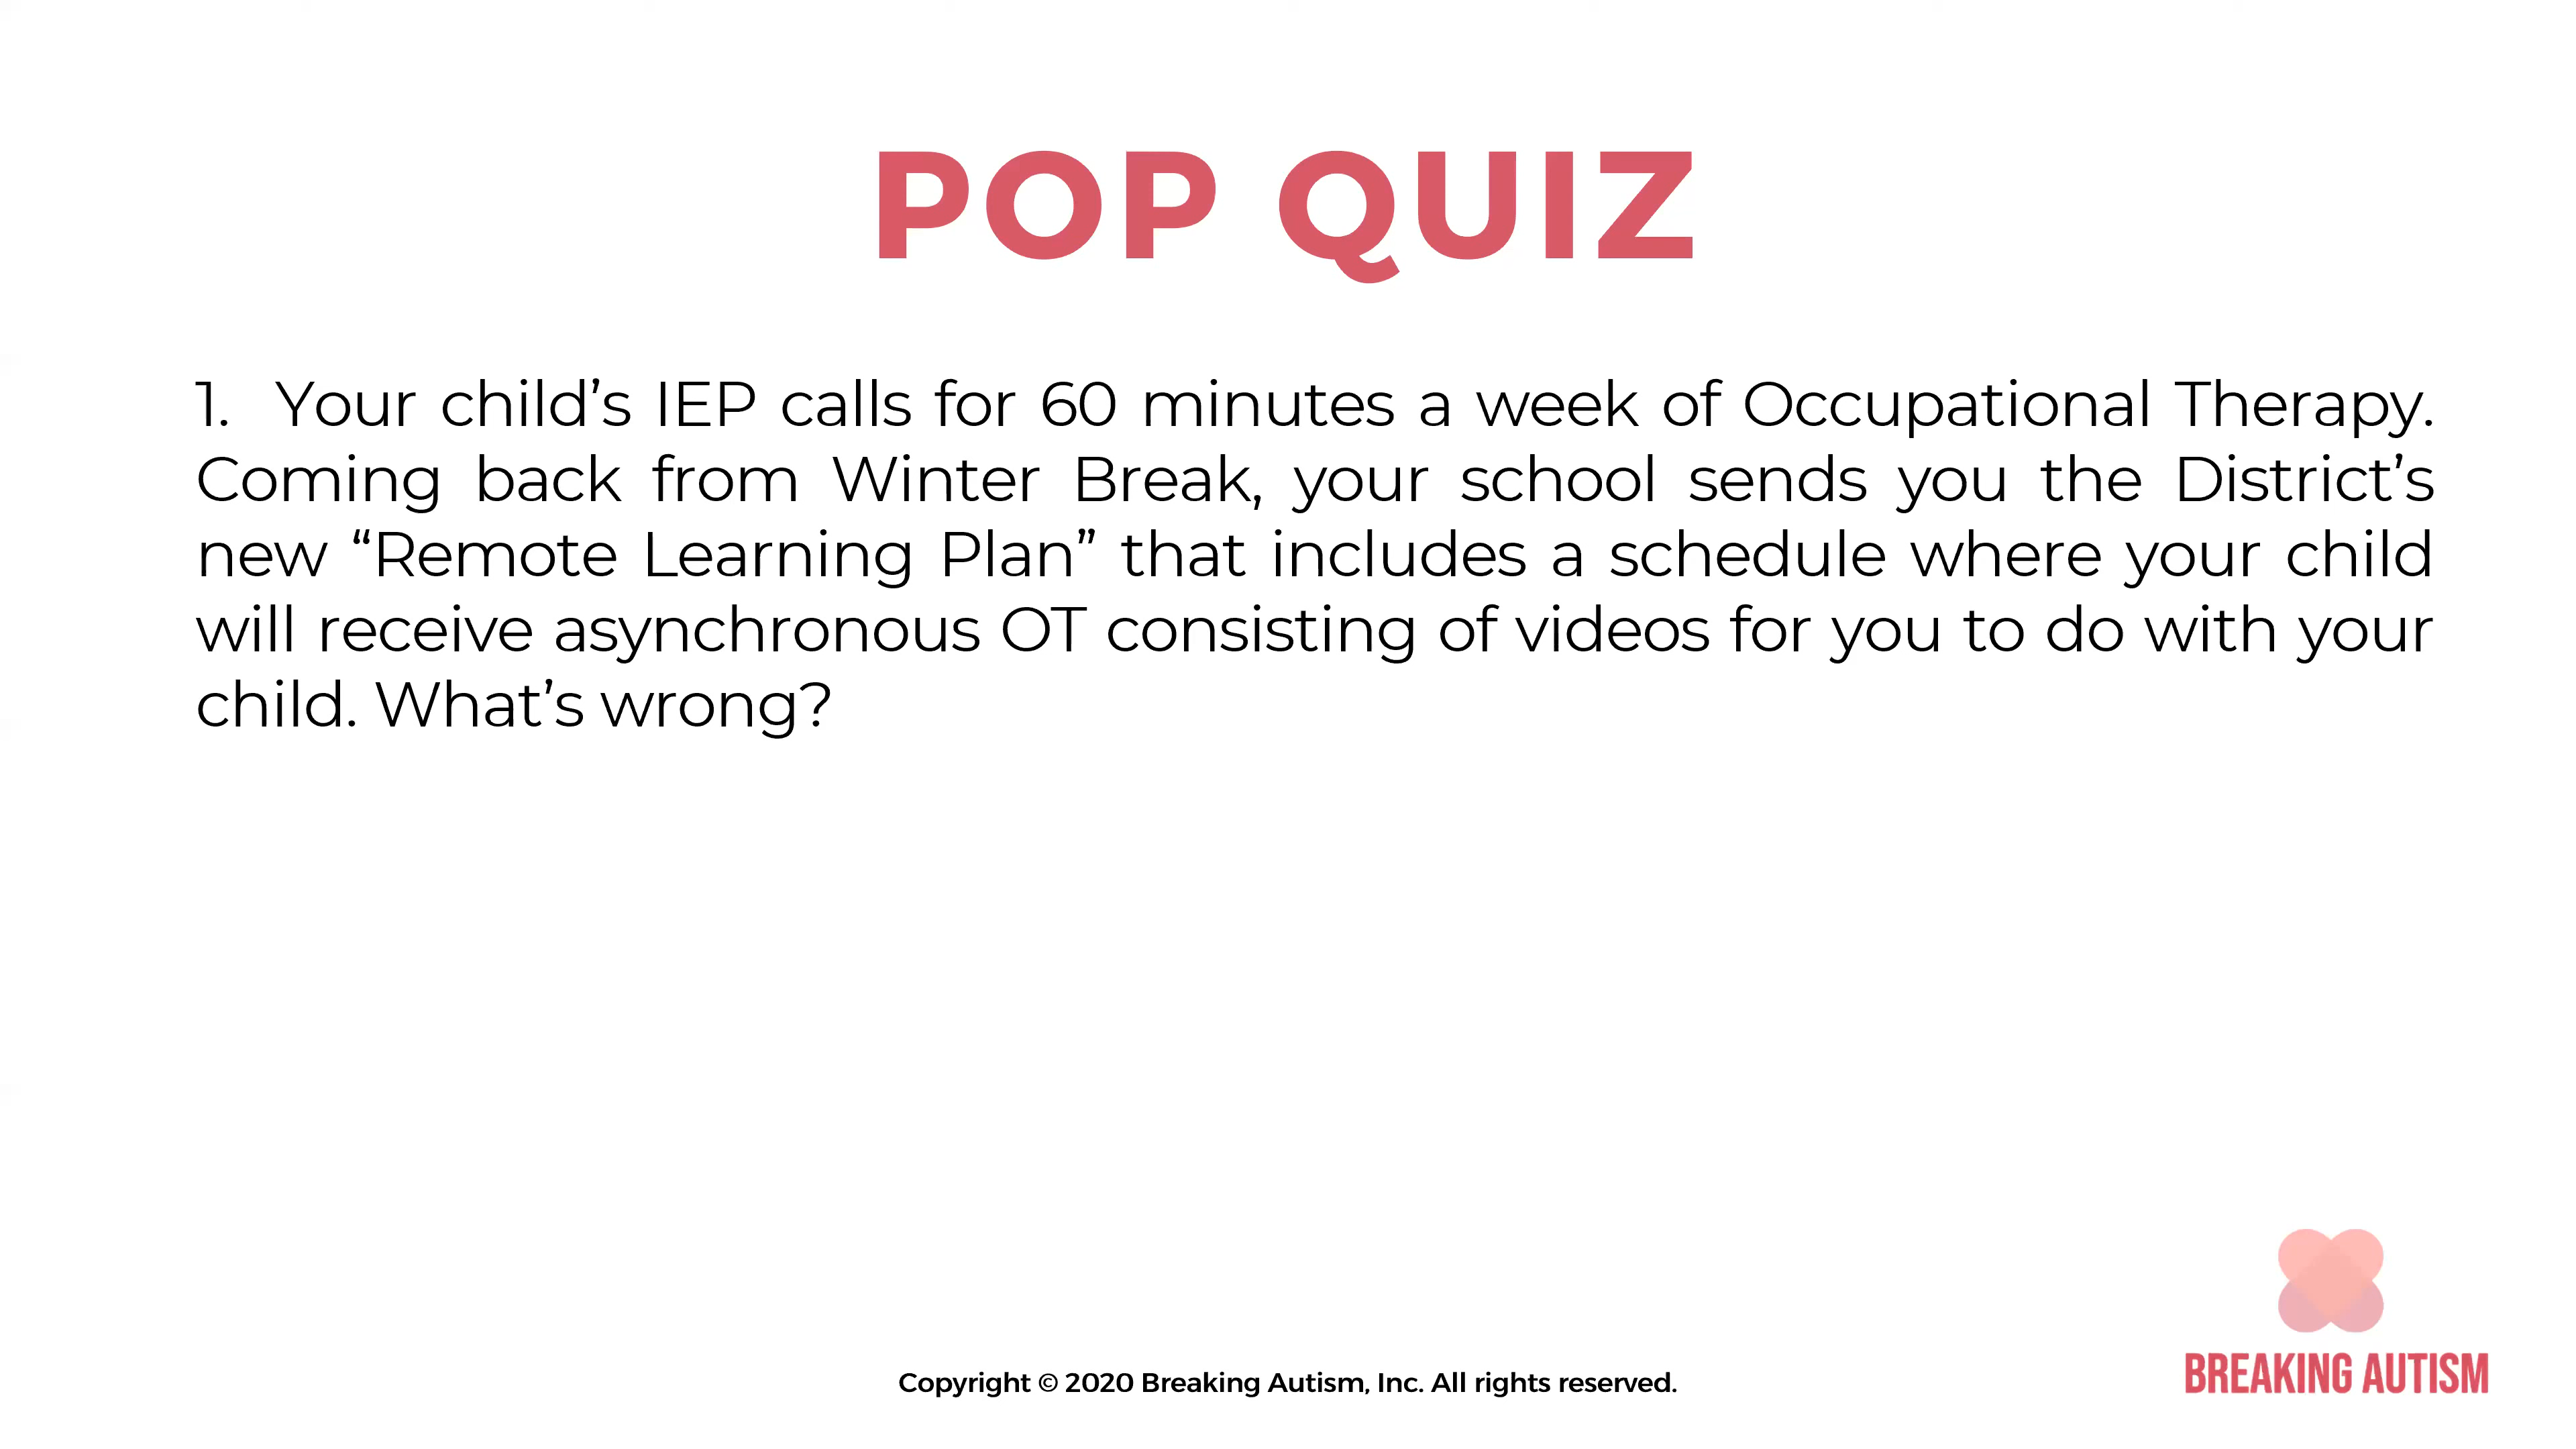 POP QUIZ
1. Your child’s IEP calls for 60 minutes a week of Occupational Therapy.
Coming back from Winter Break, your school sends you the District’s
new “Remote Learning Plan” that includes a schedule where your child
will receive asynchronous OT consisting of videos for you to do with your
child. What’s wrong?
Copyright © 2020 Breaking Autism, Inc. All rights reserved.
BREAKING AUTISM